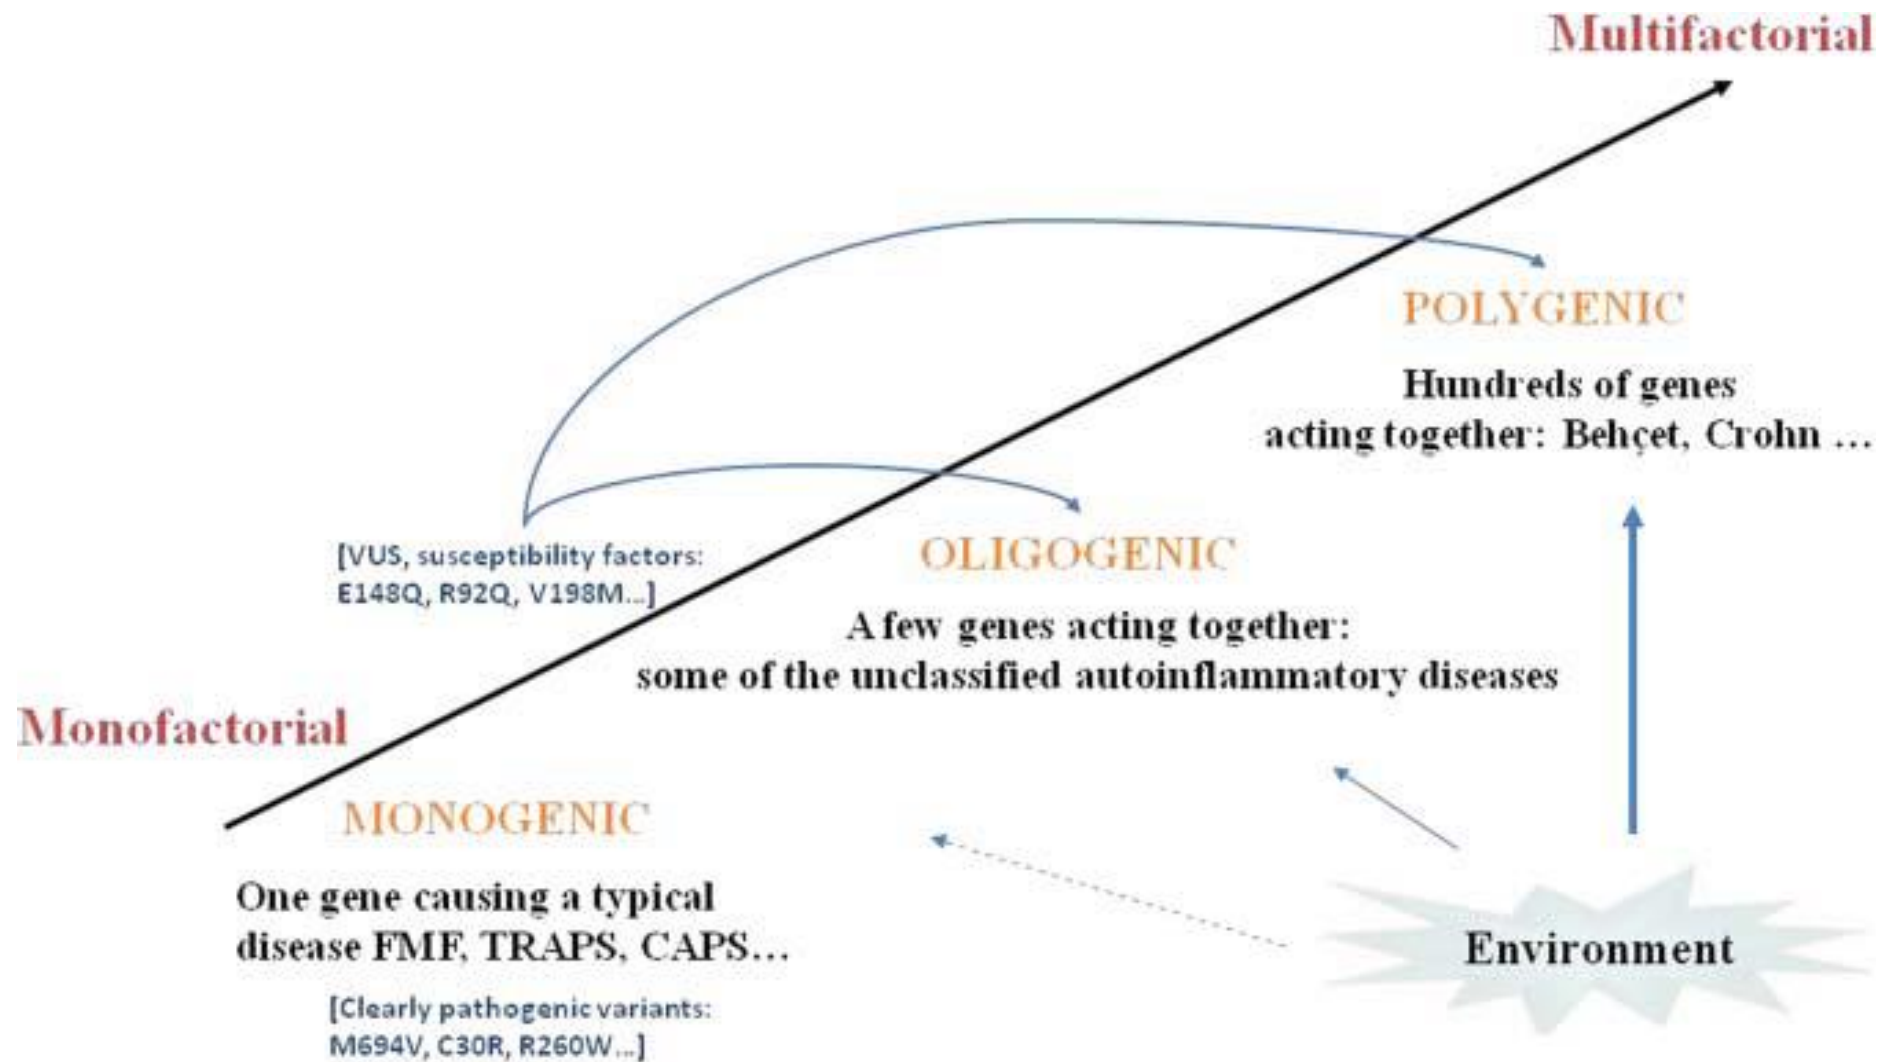 Multifactorial
POLYGENIC
Hundreds of genes
acting together: Behçet, Crohn ...
[VUS, susceptibility factors:
E148Q, R92Q, V198M...]
OLIGOGENIC
A few genes acting together:
some of the unclassified autoinflammatory diseases
Monofactorial
MONOGENIC
One gene causing a typical
disease FMF, TRAPS, CAPS...
[Clearly pathogenic variants:
M694V, C30R, R260W...]
Environment